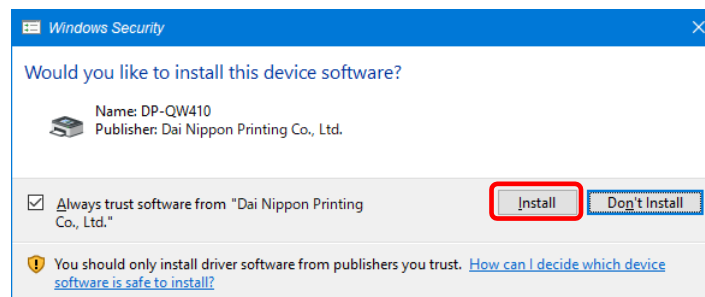 Windows Security
Would you like to install this device software?
Name: DP-QW410
Publisher: Dai Nippon Printing Co., Ltd.
Always trust software from "Dai Nippon Printing
Co., Ltd."
Install
Don't Install
You should only install driver software from publishers you trust. How can I decide which device
software is safe to install?